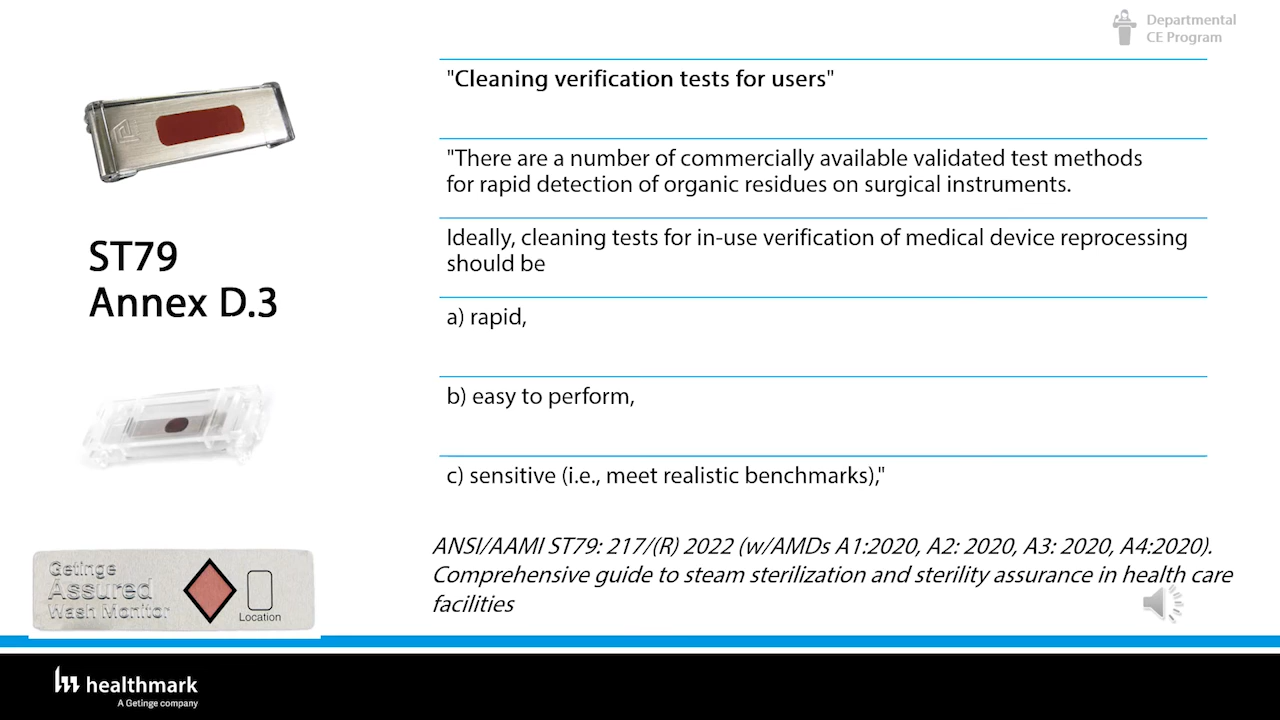 Departmental
CE Program
"Cleaning verification tests for users"
"There are a number of commercially available validated test methods
for rapid detection of organic residues on surgical instruments.
ST79
Annex D.3
Ideally, cleaning tests for in-use verification of medical device reprocessing
should be
a) rapid,
b) easy to perform,
c) sensitive (i.e., meet realistic benchmarks),"
Getinge
Assured
Wash Monitor
Location
ANSI/AAMI ST79: 217/(R) 2022 (w/AMDs A1:2020, A2: 2020, A3: 2020, A4:2020).
Comprehensive guide to steam sterilization and sterility assurance in health care
facilities
healthmark
A Getinge company